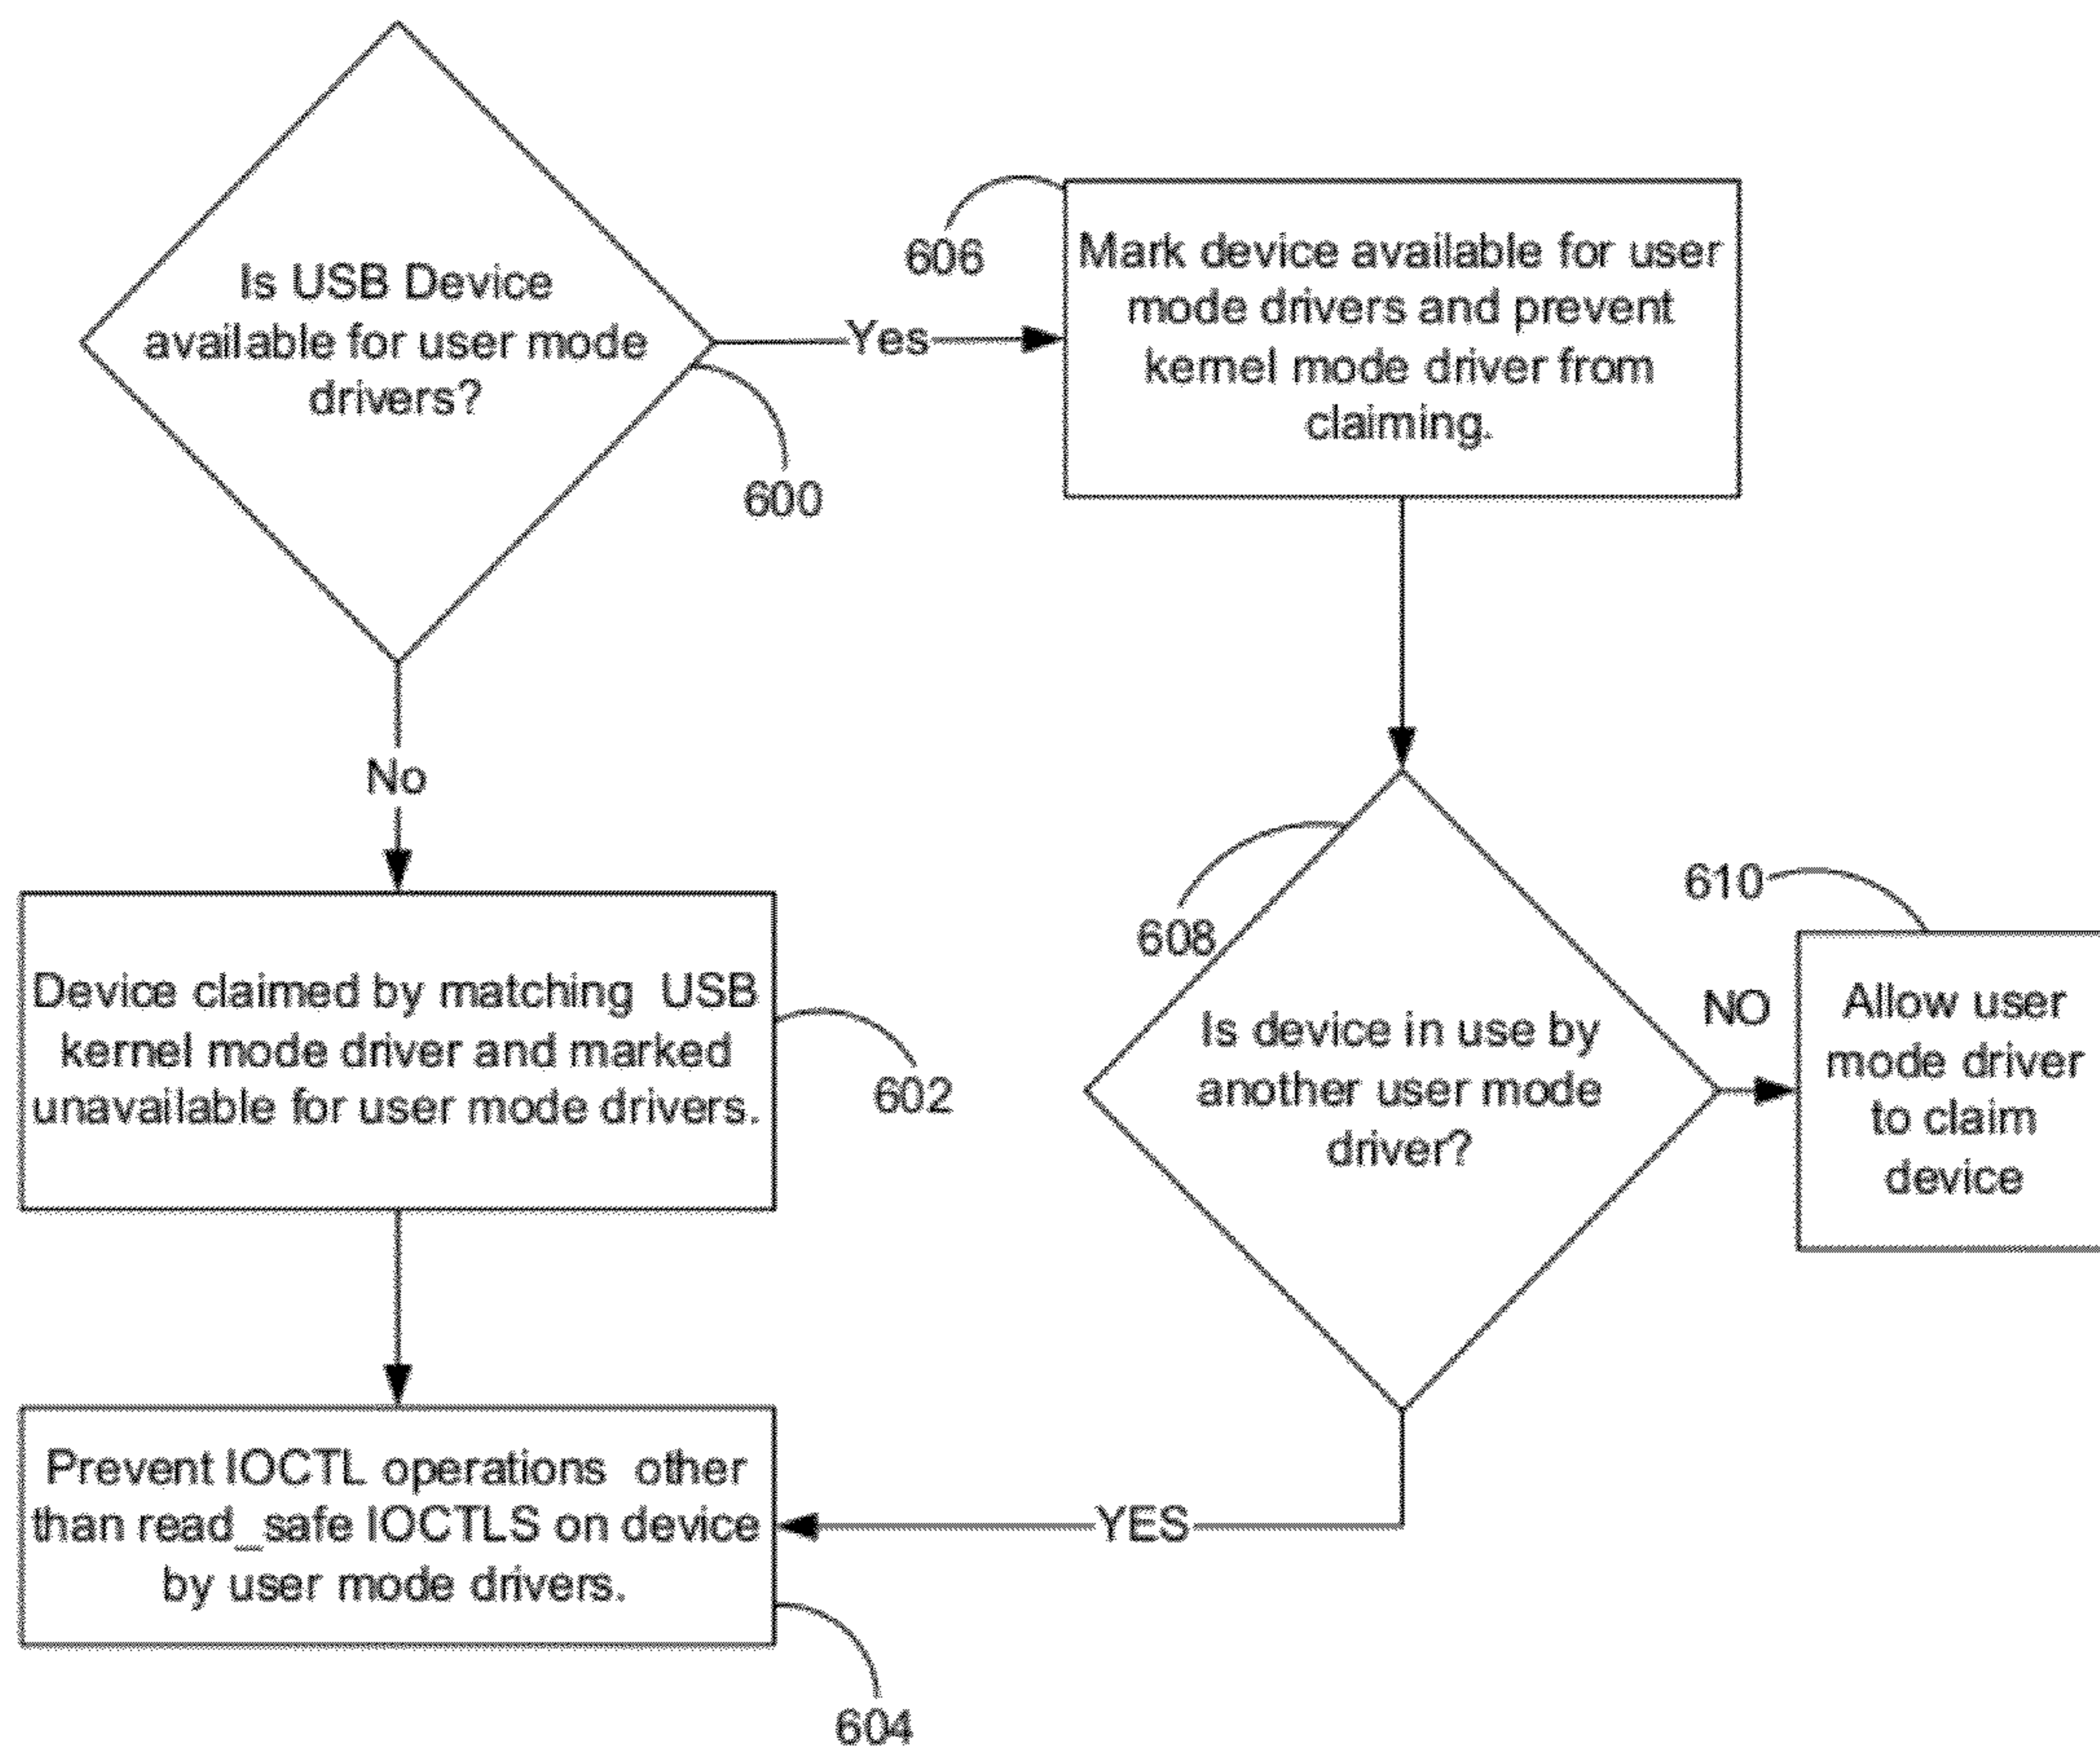 Is USB Device
available for user mode
drivers?
Yes
600
606
Mark device available for user
mode drivers and prevent
kernel mode driver from
claiming.
No
Device claimed by matching USB
kernel mode driver and marked
unavailable for user mode drivers.
602
608
Is device in use by
another user mode
driver?
NO
610
Allow user
mode driver
to claim
device
Prevent IOCTL operations other
than read_safe IOCTLS on device
by user mode drivers.
YES
604